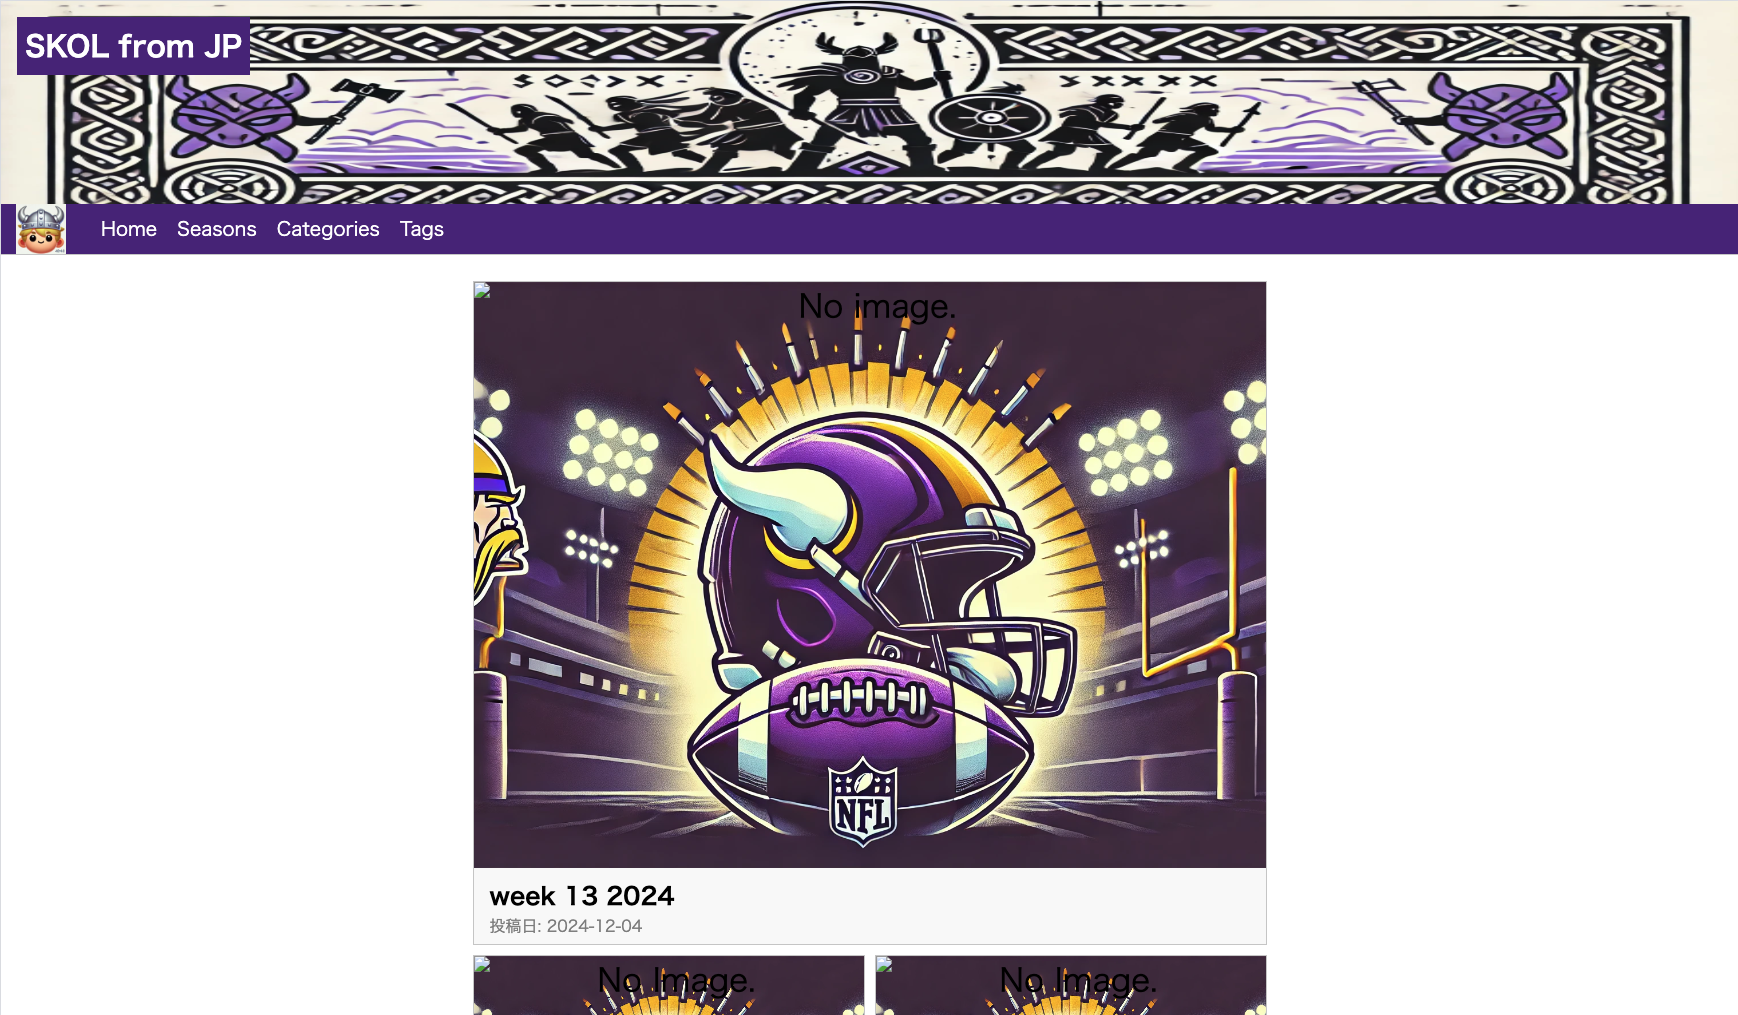 SKOL from JP
Home Seasons Categories Tags
No image.
NFL
week 13 2024
投稿日: 2024-12-04
No Image.
No Image.